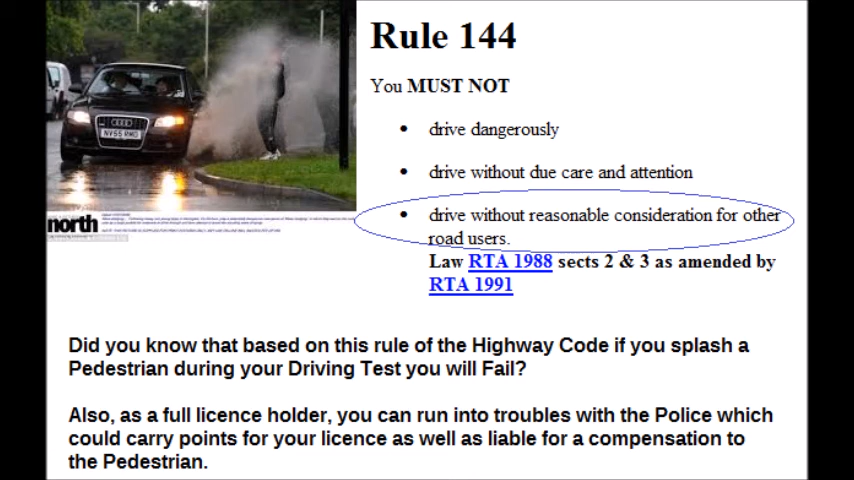 Rule 144
You MUST NOT
• drive dangerously
• drive without due care and attention
• drive without reasonable consideration for other
road users.
Law RTA 1988 sects 2 & 3 as amended by
RTA 1991
NV55 RMO
north
Did you know that based on this rule of the Highway Code if you splash a
Pedestrian during your Driving Test you will Fail?
Also, as a full licence holder, you can run into troubles with the Police which
could carry points for your licence as well as liable for a compensation to
the Pedestrian.